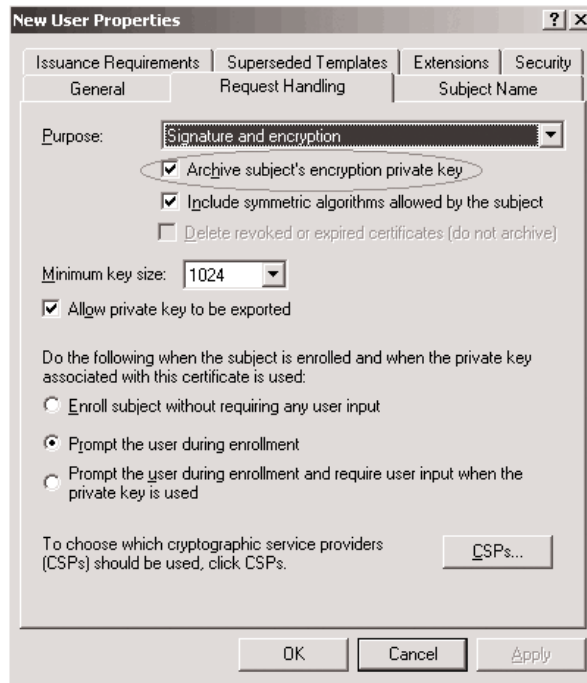 New User Properties
Issuance Requirements Superseded Templates Extensions Security
General Request Handling Subject Name
Purpose: Signature and encryption
Archive subject's encryption private key
Include symmetric algorithms allowed by the subject
Delete revoked or expired certificates (do not archive)
Minimum key size: 1024
Allow private key to be exported
Do the following when the subject is enrolled and when the private key
associated with this certificate is used:
Enroll subject without requiring any user input
Prompt the user during enrollment
Prompt the user during enrollment and require user input when the
private key is used
To choose which cryptographic service providers
(CSPs) should be used, click CSPs.
CSPs...
OK Cancel Apply